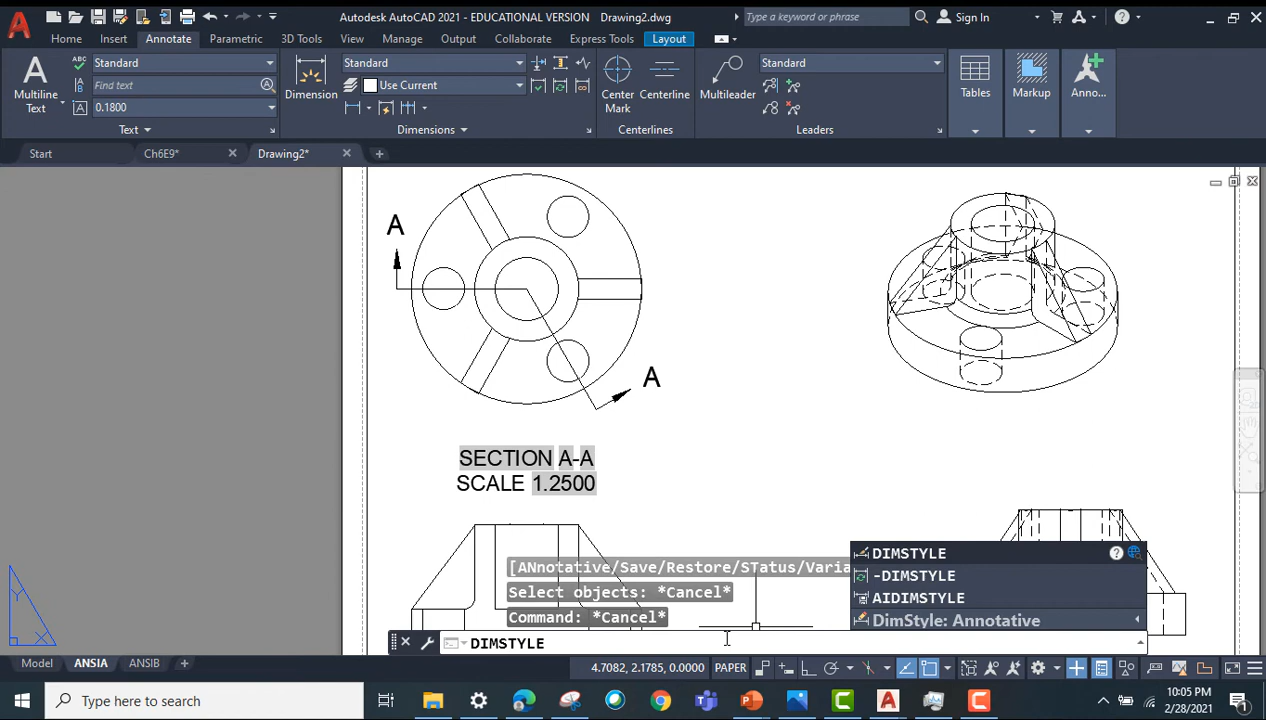 Autodesk AutoCAD 2021 - EDUCATIONAL VERSION Drawing2.dwg
Type a keyword or phrase
Sign In
Home Insert Annotate Parametric 3D Tools View Manage Output Collaborate Express Tools Layout
ABC Standard
Find text
A 0.1800
Multiline
Text
Text
Dimension
Standard
Use Current
Dimensions
Center
Mark
Centerline
Centerlines
Multileader
Standard
Leaders
Tables
Markup
Anno...
Start Ch6E9* Drawing2*
A
A
SECTION A-A
SCALE 1.2500
[ANnotative/Save/Restore/STatus/Varia
Select objects: *Cancel*
Command: *Cancel*
DIMSTYLE
DIMSTYLE
-DIMSTYLE
AIDIMSTYLE
DimStyle: Annotative
Y
X
Model ANSIA ANSIB
4.7082, 2.1785, 0.0000 PAPER
Type here to search
10:05 PM
2/28/2021